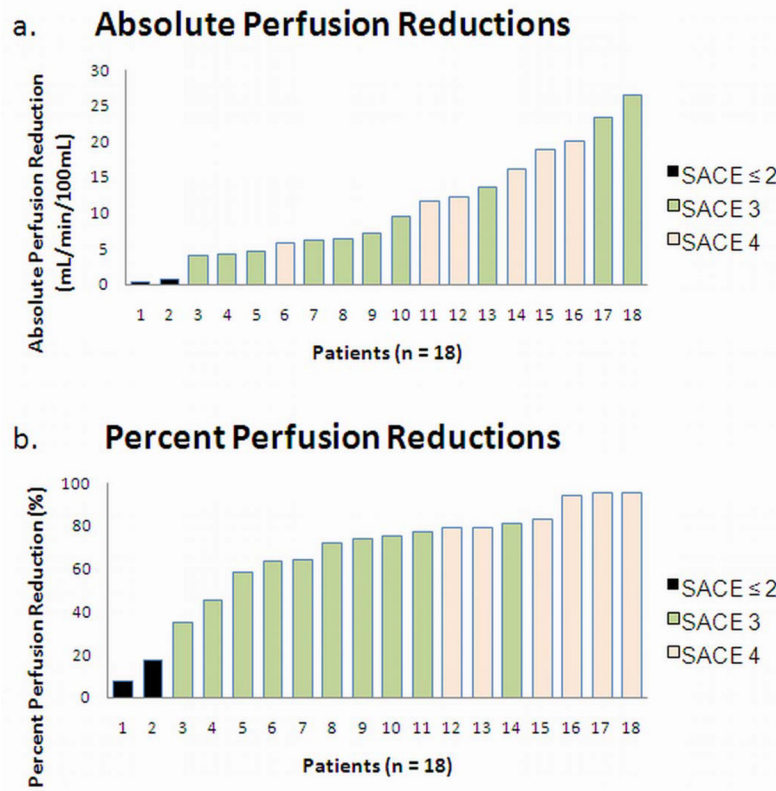 a. Absolute Perfusion Reductions
Absolute Perfusion Reduction
(mL/min/100mL)
30
25
20
15
10
5
0
1 2 3 4 5 6 7 8 9 10 11 12 13 14 15 16 17 18
Patients (n = 18)
SACE ≤ 2
SACE 3
SACE 4
b. Percent Perfusion Reductions
Percent Perfusion Reduction (%)
100
80
60
40
20
0
1 2 3 4 5 6 7 8 9 10 11 12 13 14 15 16 17 18
Patients (n = 18)
SACE ≤ 2
SACE 3
SACE 4